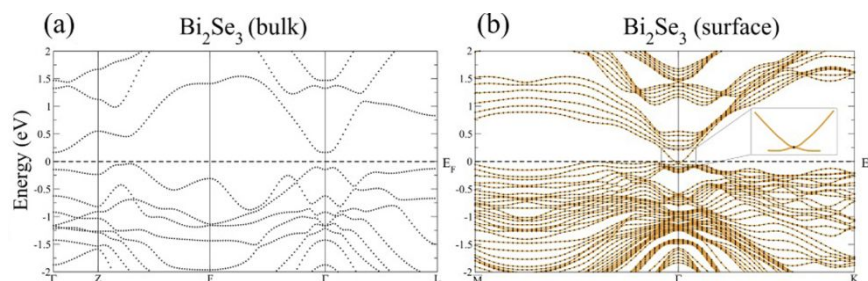 (a) Bi₂Se₃ (bulk)
(b) Bi₂Se₃ (surface)
Energy (eV)
2
1.5
1
0.5
0
-0.5
-1
-1.5
-2
Γ Z F Γ L
E_F
2
1.5
1
0.5
0
-0.5
-1
-1.5
-2
M Γ K
E